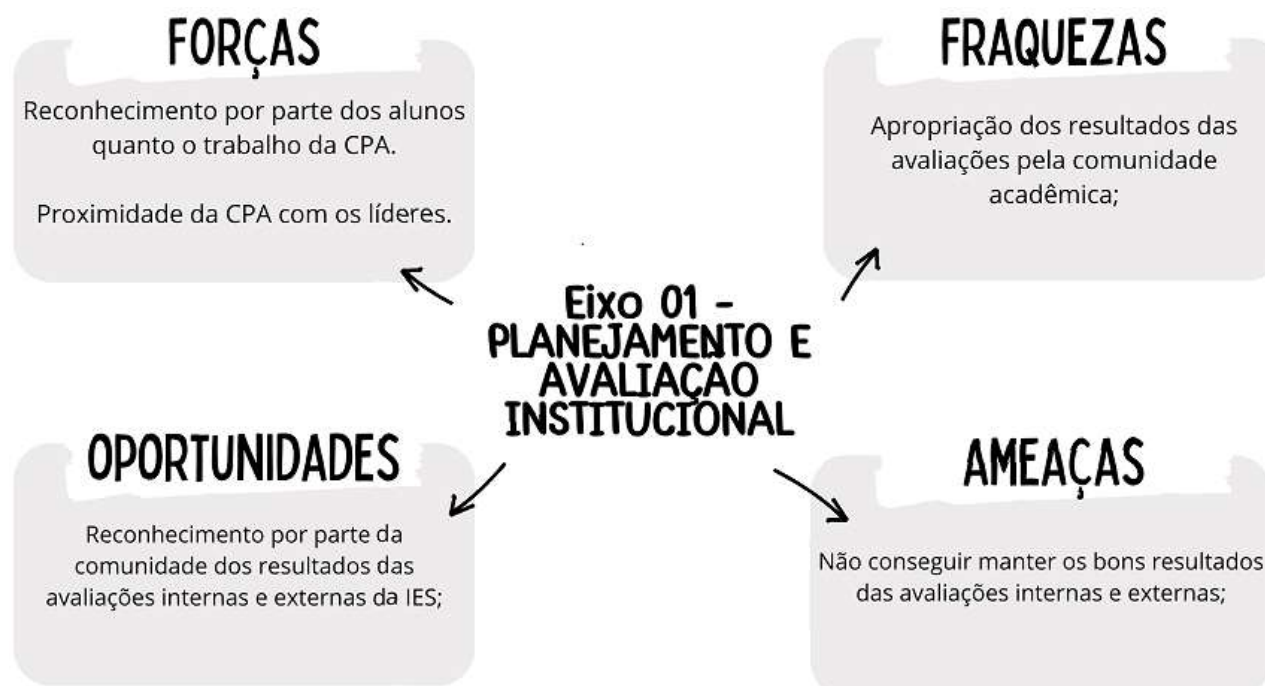 FORÇAS
Reconhecimento por parte dos alunos
quanto o trabalho da CPA.
Proximidade da CPA com os líderes.
FRAQUEZAS
Apropriação dos resultados das
avaliações pela comunidade
acadêmica;
Eixo 01 -
PLANEJAMENTO E
AVALIAÇÃO
INSTITUCIONAL
OPORTUNIDADES
Reconhecimento por parte da
comunidade dos resultados das
avaliações internas e externas da IES;
AMEAÇAS
Não conseguir manter os bons resultados
das avaliações internas e externas;